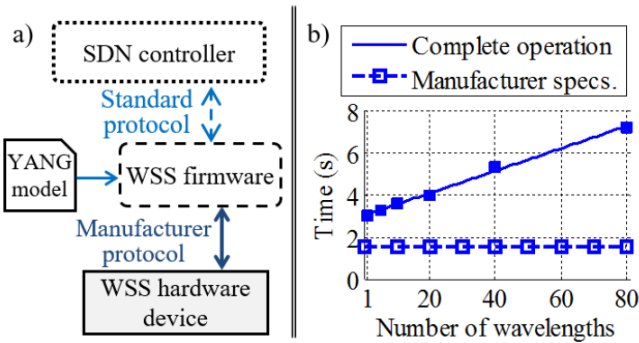 a)
SDN controller
Standard
protocol
YANG
model
WSS firmware
Manufacturer
protocol
WSS hardware
device
b)
Complete operation
Manufacturer specs.
Time (s)
8
6
4
2
0
1 20 40 60 80
Number of wavelengths